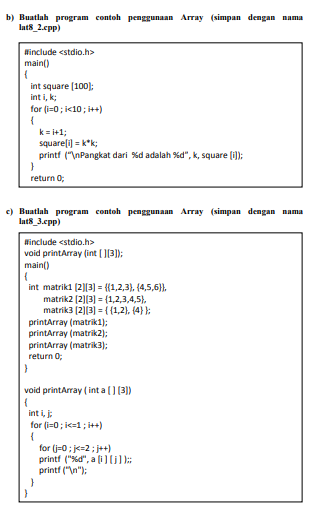 b) Buatlah program contoh penggunaan Array (simpan dengan nama
lat8_2.cpp)
#include <stdio.h>
main()
{
int square [100];
int i, k;
for (i=0 ; i<10 ; i++)
{
k = i+1;
square[i] = k*k;
printf ("\nPangkat dari %d adalah %d", k, square [i]);
}
return 0;
c) Buatlah program contoh penggunaan Array (simpan dengan nama
lat8_3.cpp)
#include <stdio.h>
void printArray (int [ ][3]);
main()
{
int matrik1 [2][3] = {{1,2,3}, {4,5,6}},
matrik2 [2][3] = {1,2,3,4,5},
matrik3 [2][3] = { {1,2}, {4} };
printArray (matrik1);
printArray (matrik2);
printArray (matrik3);
return 0;
}
void printArray ( int a [ ] [3])
{
int i, j;
for (i=0 ; i<=1 ; i++)
{
for (j=0 ; j<=2 ; j++)
printf ("%d", a [i ] [ j ] );;
printf ("\n");
}
}